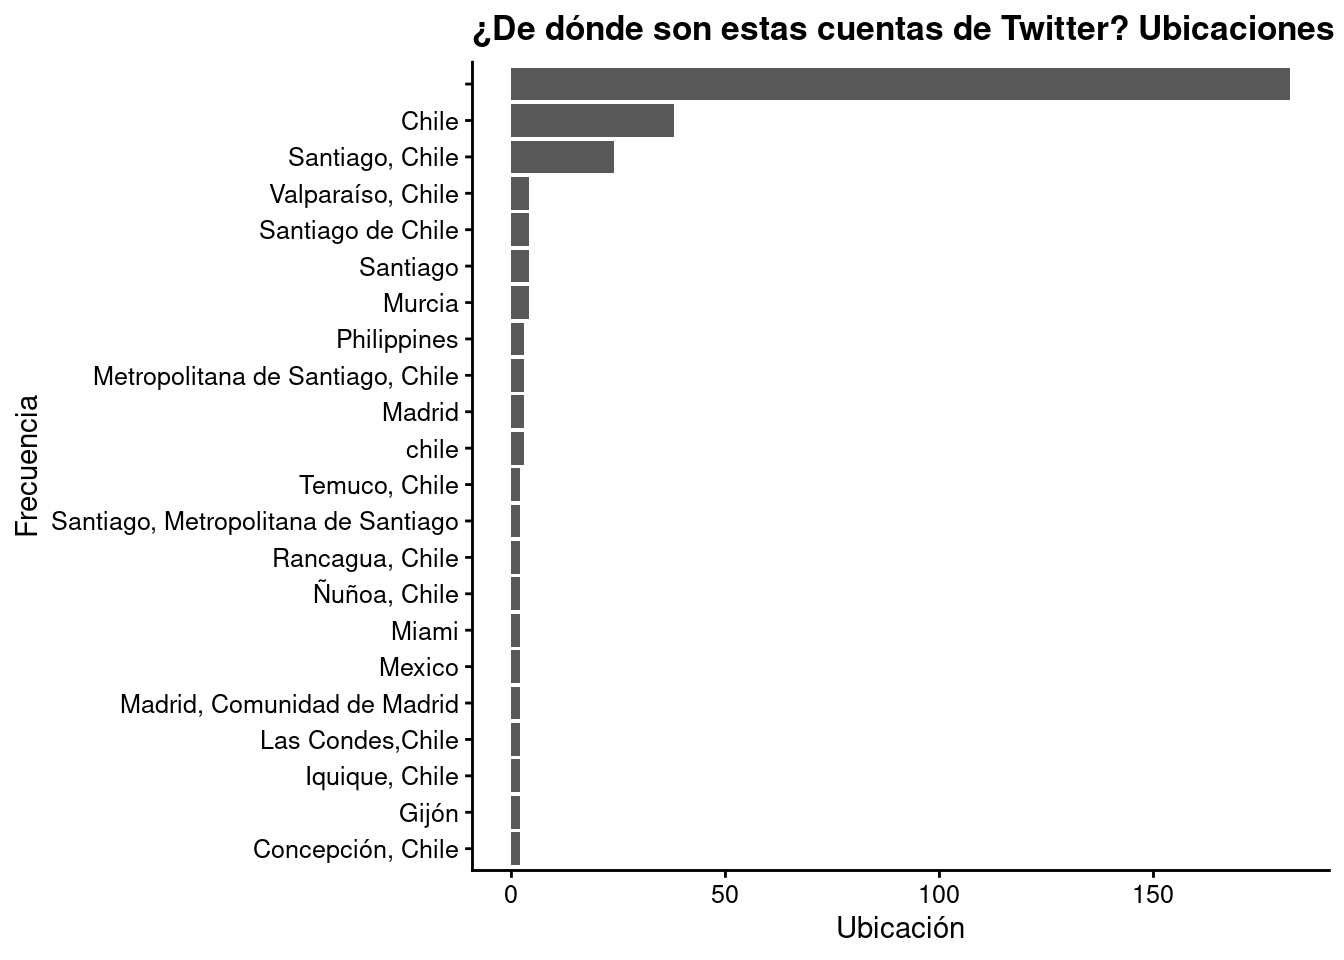 ¿De dónde son estas cuentas de Twitter? Ubicaciones
Chile
Santiago, Chile
Valparaíso, Chile
Santiago de Chile
Santiago
Murcia
Philippines
Metropolitana de Santiago, Chile
Madrid
chile
Temuco, Chile
Santiago, Metropolitana de Santiago
Rancagua, Chile
Ñuñoa, Chile
Miami
Mexico
Madrid, Comunidad de Madrid
Las Condes,Chile
Iquique, Chile
Gijón
Concepción, Chile
Frecuencia
0 50 100 150
Ubicación